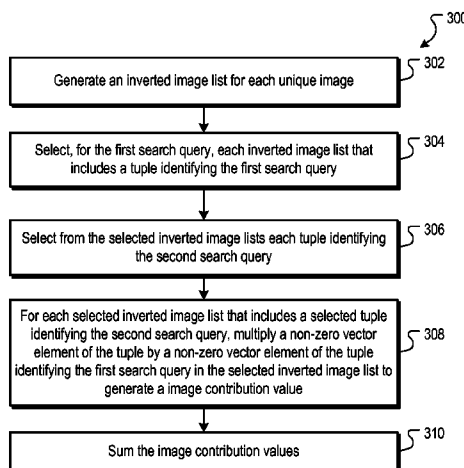 300
Generate an inverted image list for each unique image
302
Select, for the first search query, each inverted image list that
includes a tuple identifying the first search query
304
Select from the selected inverted image lists each tuple identifying
the second search query
306
For each selected inverted image list that includes a selected tuple
identifying the second search query, multiply a non-zero vector
element of the tuple by a non-zero vector element of the tuple
identifying the first search query in the selected inverted image list to
generate a image contribution value
308
Sum the image contribution values
310